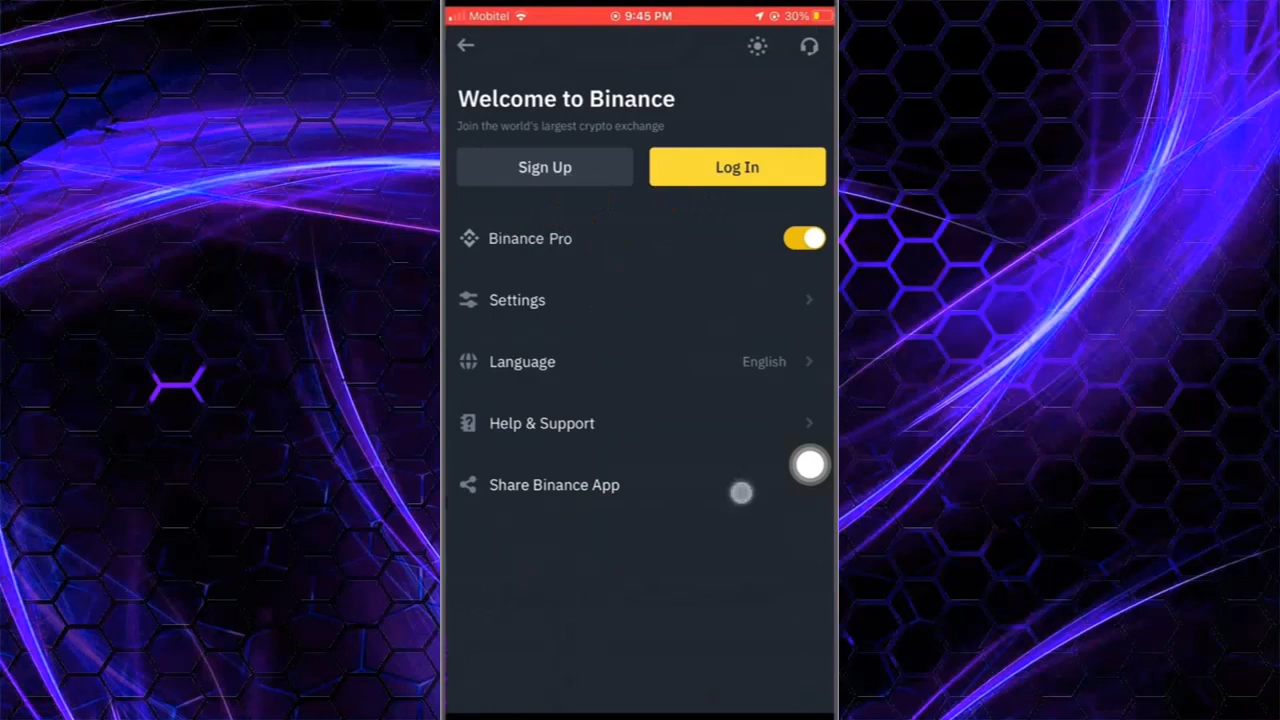 Mobitel 9:45 PM 30%
Welcome to Binance
Join the world's largest crypto exchange
Sign Up Log In
Binance Pro
Settings
Language English
Help & Support
Share Binance App